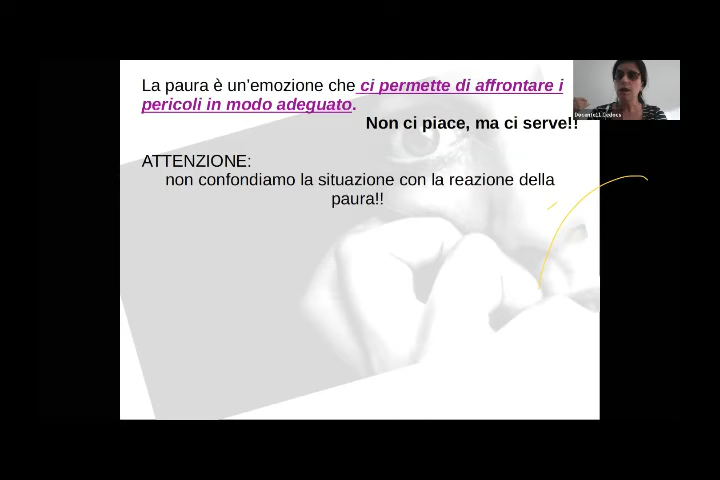 La paura è un'emozione che ci permette di affrontare i
pericoli in modo adeguato.
Non ci piace, ma ci serve!!
ATTENZIONE:
non confondiamo la situazione con la reazione della
paura!!